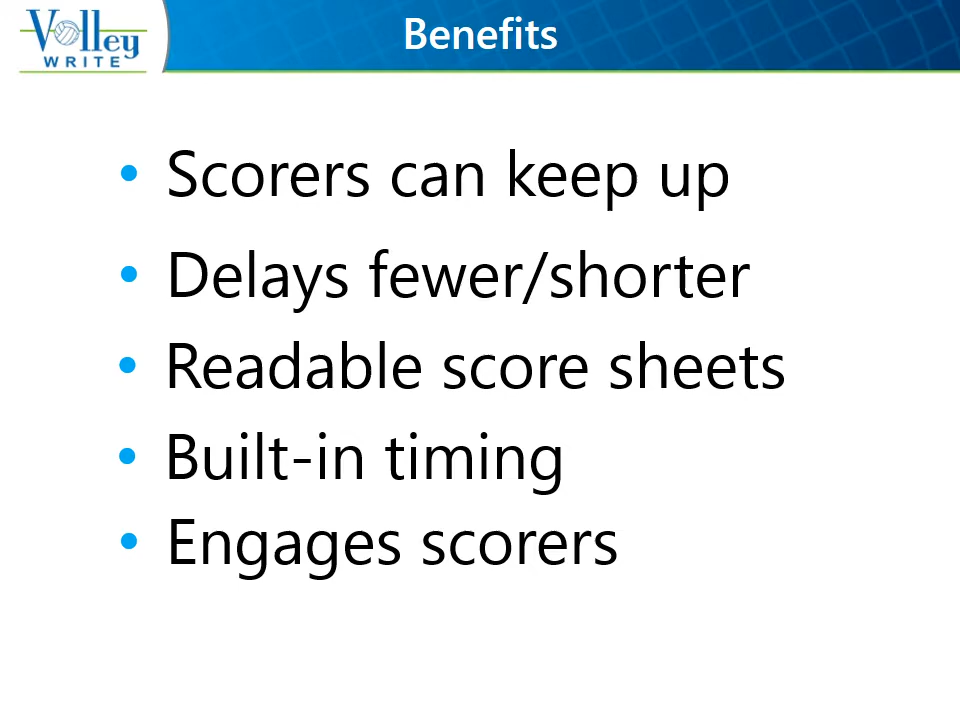 Volley
WRITE
Benefits
• Scorers can keep up
• Delays fewer/shorter
• Readable score sheets
• Built-in timing
• Engages scorers